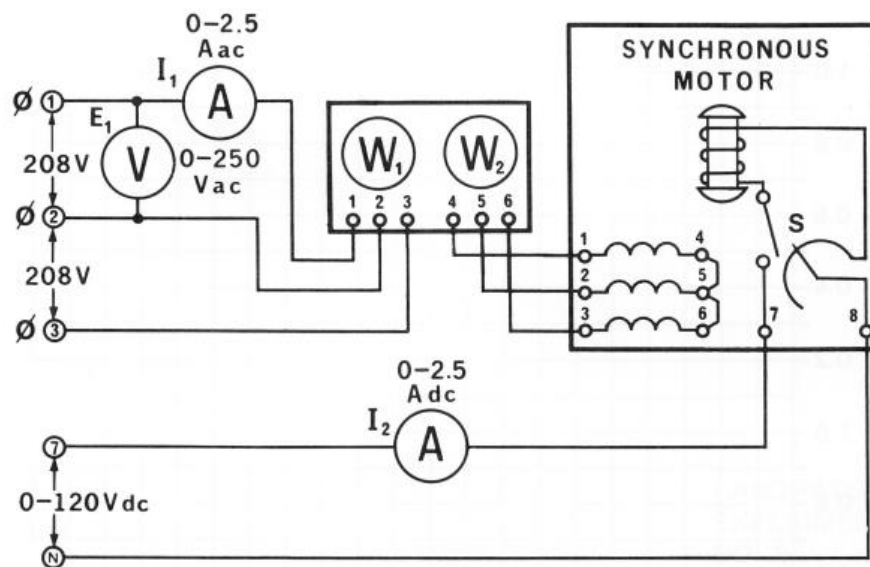 0-2.5
A ac
I₁
A
SYNCHRONOUS
MOTOR
Ø 1
E₁
V
0-250
Vac
208V
W₁
W₂
1 2 3 4 5 6
Ø 2
S
1 4
2 5
3 6
7 8
208V
Ø 3
0-2.5
A dc
I₂
A
7
0-120Vdc
N